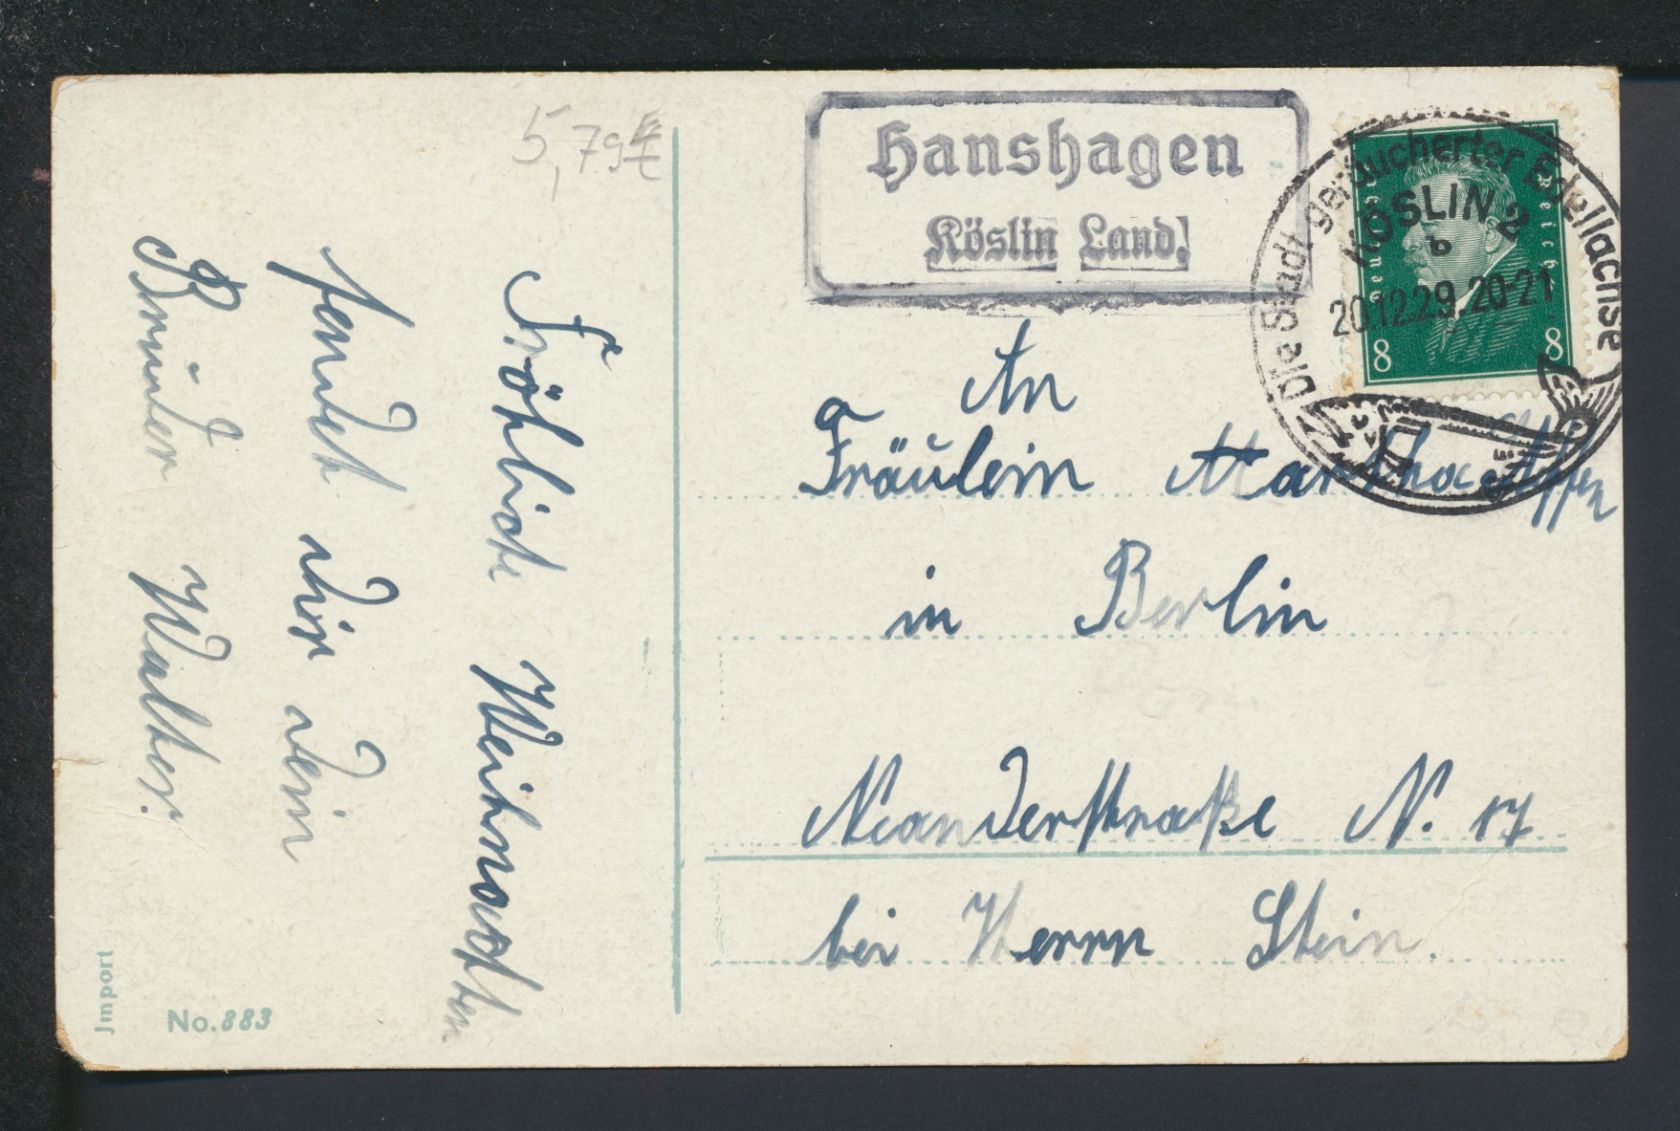 5,79€
Fröhliche Weihnachten
sendet dir dein
Bruder Walter.
Jmport
No. 883
Hanshagen
Köslin Land.
Deutsches Reich
8 8
Die Stadt geräucherter Edellachse
KÖSLIN 2
b
20.12.29.20-21
An
Fräulein Martha
in Berlin
Neanderstraße N. 17
bei Herrn Stein.